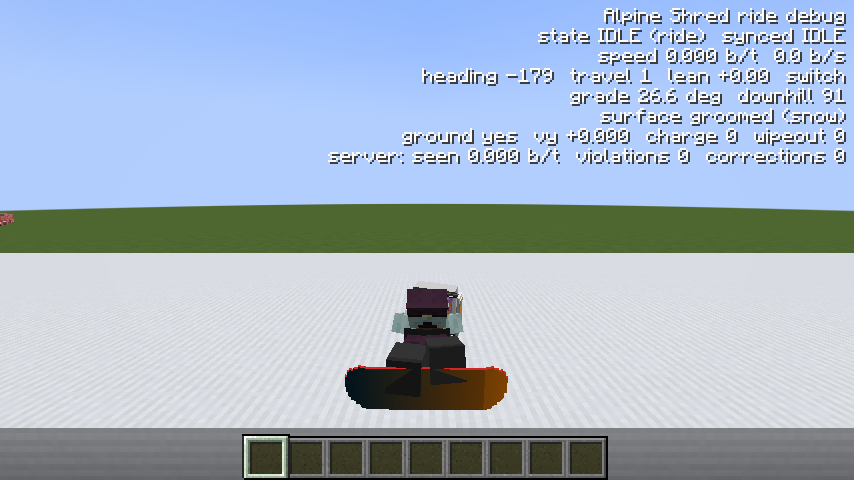 Alpine Shred ride debug
state IDLE (ride) synced IDLE
speed 0.000 b/t 0.0 b/s
heading -179 travel 1 lean +0.00 switch
grade 26.6 deg downhill 91
surface groomed (snow)
ground yes vy +0.000 charge 0 wipeout 0
server: seen 0.000 b/t violations 0 corrections 0